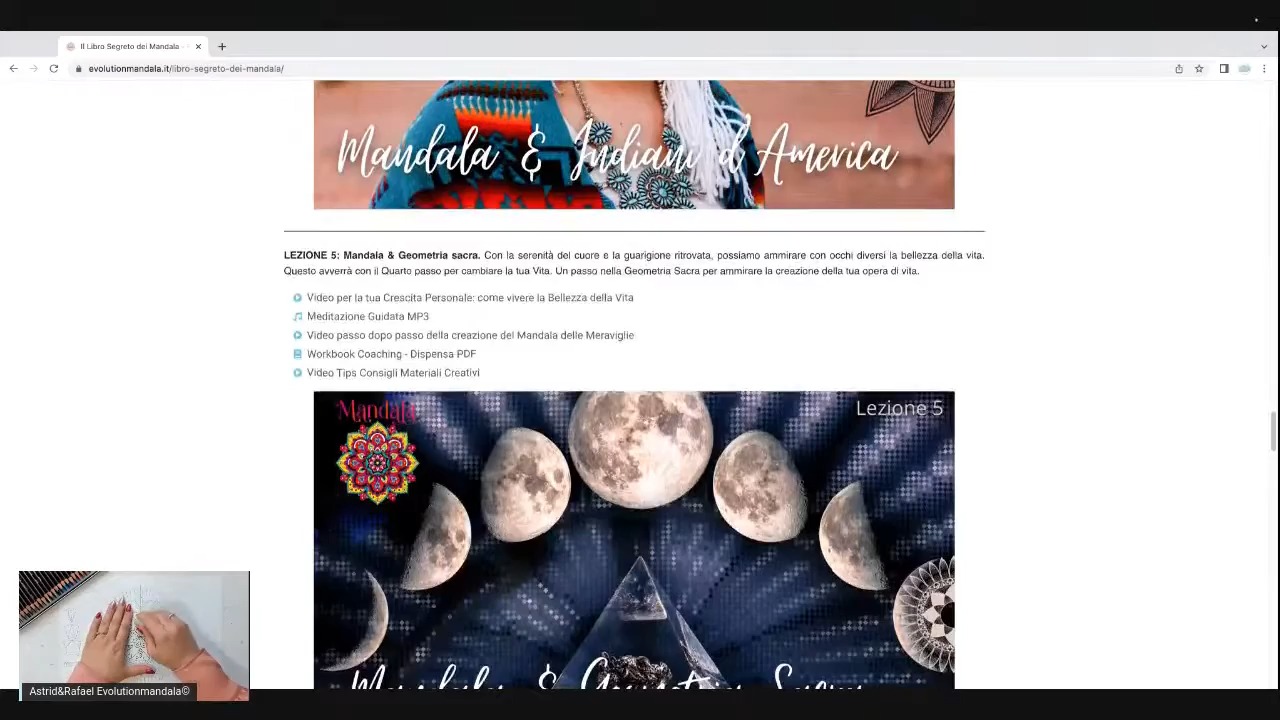 Il Libro Segreto dei Mandala -
evolutionmandala.it/libro-segreto-dei-mandala/
Mandala & Indiani d'America
LEZIONE 5: Mandala & Geometria sacra. Con la serenità del cuore e la guarigione ritrovata, possiamo ammirare con occhi diversi la bellezza della vita.
Questo avverrà con il Quarto passo per cambiare la tua Vita. Un passo nella Geometria Sacra per ammirare la creazione della tua opera di vita.
Video per la tua Crescita Personale: come vivere la Bellezza della Vita
Meditazione Guidata MP3
Video passo dopo passo della creazione del Mandala delle Meraviglie
Workbook Coaching - Dispensa PDF
Video Tips Consigli Materiali Creativi
Mandala
Lezione 5
Mandala & Geometria Sacra
Astrid&Rafael Evolutionmandala©